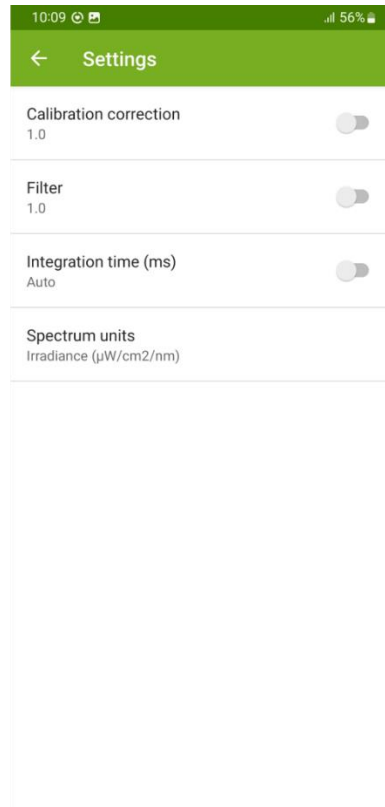 10:09 56%
Settings
Calibration correction
1.0
Filter
1.0
Integration time (ms)
Auto
Spectrum units
Irradiance (µW/cm2/nm)